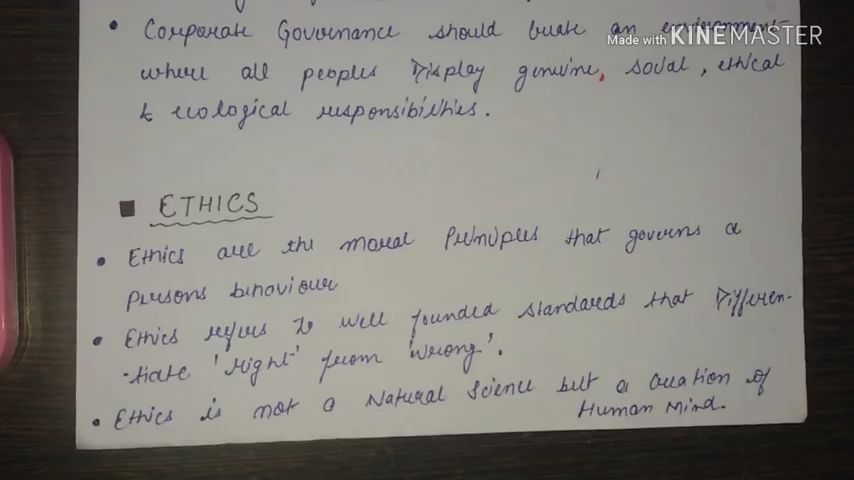 • Corporate Governance should create an environment
Made with KINEMASTER
where all peoples Display genuine, social, ethical
& ecological responsibilities.
■ ETHICS
• Ethics are the moral Principles that governs a
persons behaviour
• Ethics refers to well founded standards that Differen-
-tiate 'right' from 'wrong'.
• Ethics is not a Natural Science but a creation of
Human Mind.